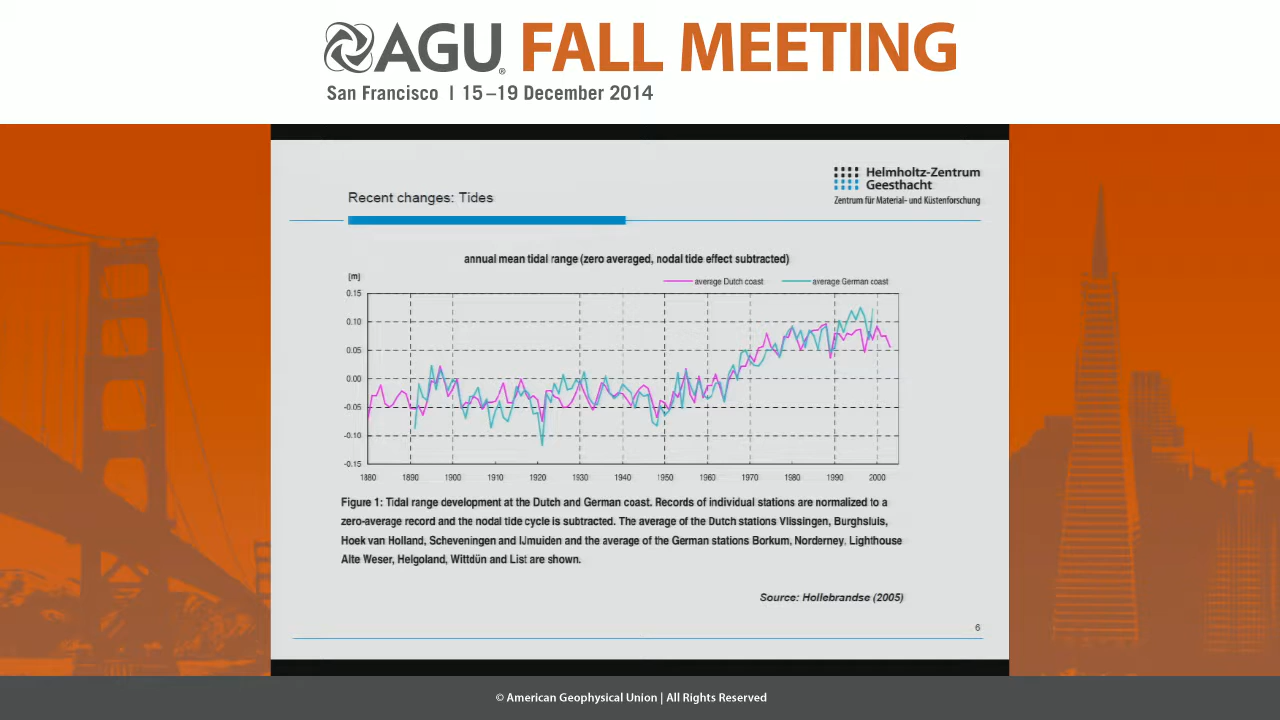 AGU® FALL MEETING
San Francisco | 15–19 December 2014
Helmholtz-Zentrum
Geesthacht
Zentrum für Material- und Küstenforschung
Recent changes: Tides
annual mean tidal range (zero averaged, nodal tide effect subtracted)
[m]
average Dutch coast
average German coast
0.15
0.10
0.05
0.00
-0.05
-0.10
-0.15
1880 1890 1900 1910 1920 1930 1940 1950 1960 1970 1980 1990 2000
Figure 1: Tidal range development at the Dutch and German coast. Records of individual stations are normalized to a
zero-average record and the nodal tide cycle is subtracted. The average of the Dutch stations Vlissingen, Burghsluis,
Hoek van Holland, Scheveningen and IJmuiden and the average of the German stations Borkum, Norderney. Lighthouse
Alte Weser, Helgoland, Wittdün and List are shown.
Source: Hollebrandse (2005)
6
© American Geophysical Union | All Rights Reserved